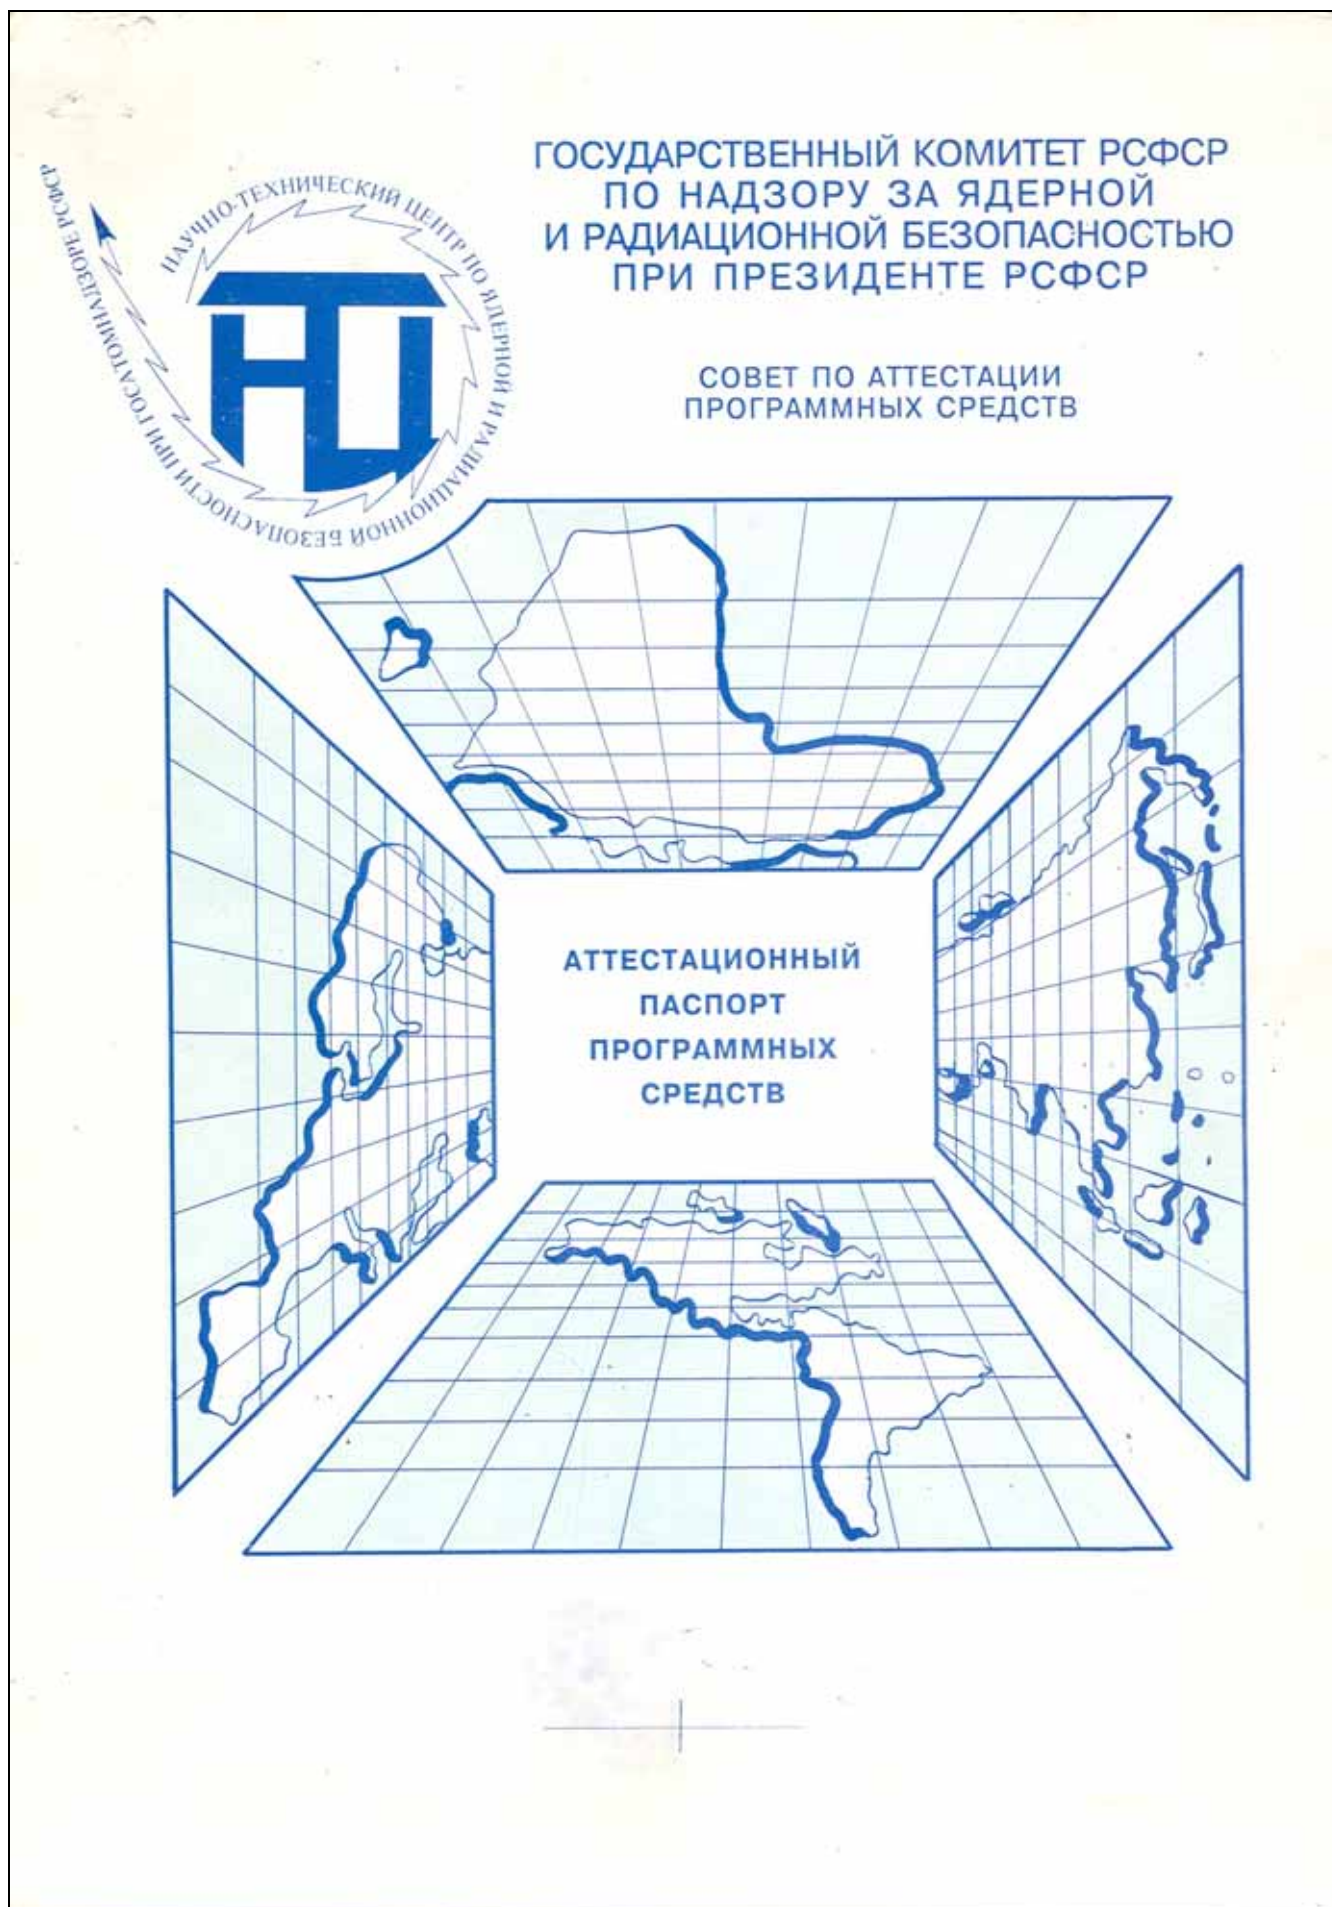 НАУЧНО-ТЕХНИЧЕСКИЙ ЦЕНТР ПО ЯДЕРНОЙ И РАДИАЦИОННОЙ БЕЗОПАСНОСТИ ПРИ ГОСАТОМНАДЗОРЕ РСФСР
НТЦ
ГОСУДАРСТВЕННЫЙ КОМИТЕТ РСФСР
ПО НАДЗОРУ ЗА ЯДЕРНОЙ
И РАДИАЦИОННОЙ БЕЗОПАСНОСТЬЮ
ПРИ ПРЕЗИДЕНТЕ РСФСР
СОВЕТ ПО АТТЕСТАЦИИ
ПРОГРАММНЫХ СРЕДСТВ
АТТЕСТАЦИОННЫЙ
ПАСПОРТ
ПРОГРАММНЫХ
СРЕДСТВ